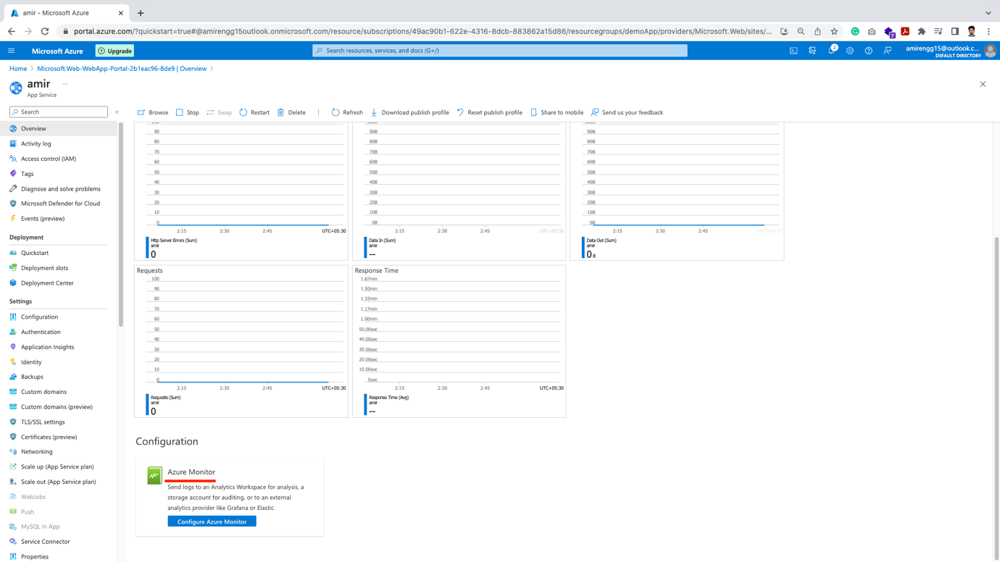 amir - Microsoft Azure
portal.azure.com/?quickstart=true#@amirengg15outlook.onmicrosoft.com/resource/subscriptions/49ac90b1-622e-4316-8dcb-883862a15d86/resourcegroups/demoApp/providers/Microsoft.Web/sites/...
7
Microsoft Azure
Upgrade
Search resources, services, and docs (G+/)
2
amirengg15@outlook.c...
DEFAULT DIRECTORY
Home > Microsoft.Web-WebApp-Portal-2b1eac96-8de9 | Overview >
amir ...
App Service
Search
«
Browse Stop Swap Restart Delete | Refresh Download publish profile Reset publish profile Share to mobile Send us your feedback
Overview
Activity log
Access control (IAM)
Tags
Diagnose and solve problems
Microsoft Defender for Cloud
Events (preview)
Deployment
Quickstart
Deployment slots
Deployment Center
Settings
Configuration
Authentication
Application Insights
Identity
Backups
Custom domains
Custom domains (preview)
TLS/SSL settings
Certificates (preview)
Networking
Scale up (App Service plan)
Scale out (App Service plan)
WebJobs
Push
MySQL In App
Service Connector
Properties
90
80
70
60
50
40
30
20
10
0
2:15 2:30 2:45 UTC+05:30
Http Server Errors (Sum)
amir
0
90B
80B
70B
60B
50B
40B
30B
20B
10B
0B
2:15 2:30 2:45 UTC+05:30
Data In (Sum)
amir
--
90B
80B
70B
60B
50B
40B
30B
20B
10B
0B
2:15 2:30 2:45 UTC+05:30
Data Out (Sum)
amir
0 B
Requests
100
90
80
70
60
50
40
30
20
10
0
2:15 2:30 2:45 UTC+05:30
Requests (Sum)
amir
0
Response Time
1.67min
1.50min
1.33min
1.17min
1.00min
50.00sec
40.00sec
30.00sec
20.00sec
10.00sec
0sec
2:15 2:30 2:45 UTC+05:30
Response Time (Avg)
amir
--
Configuration
Azure Monitor
Send logs to an Analytics Workspace for analysis, a
storage account for auditing, or to an external
analytics provider like Grafana or Elastic.
Configure Azure Monitor